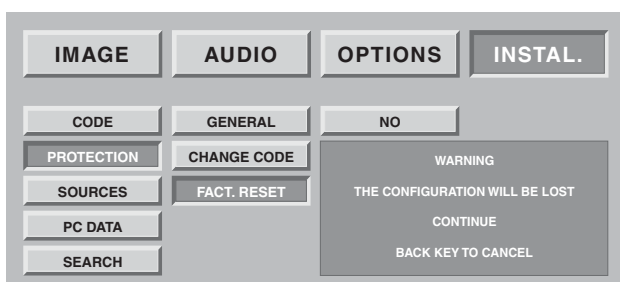 IMAGE AUDIO OPTIONS INSTAL.
CODE GENERAL NO
PROTECTION CHANGE CODE
SOURCES FACT. RESET
PC DATA
SEARCH
WARNING
THE CONFIGURATION WILL BE LOST
CONTINUE
BACK KEY TO CANCEL